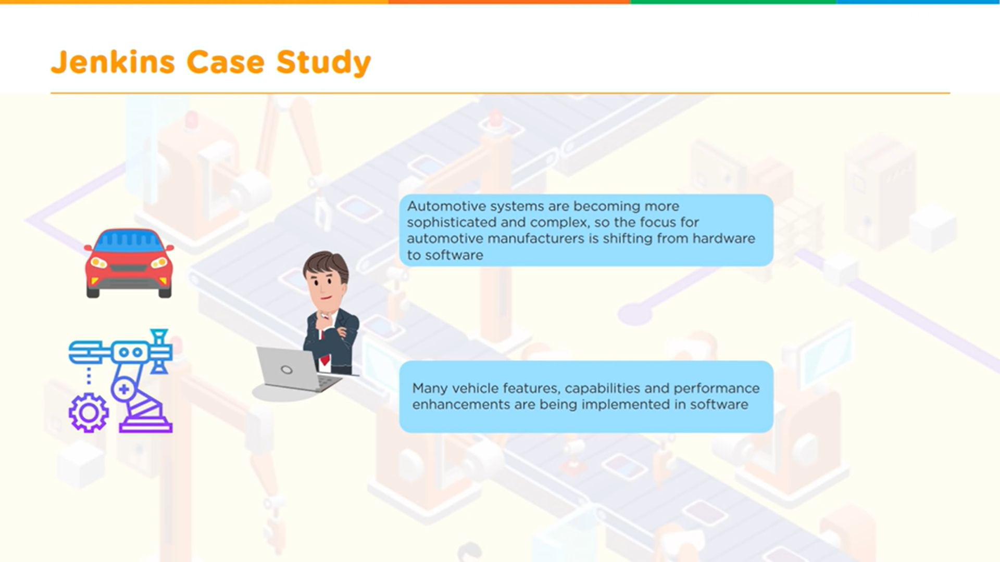 Jenkins Case Study
Automotive systems are becoming more
sophisticated and complex, so the focus for
automotive manufacturers is shifting from hardware
to software
Many vehicle features, capabilities and performance
enhancements are being implemented in software